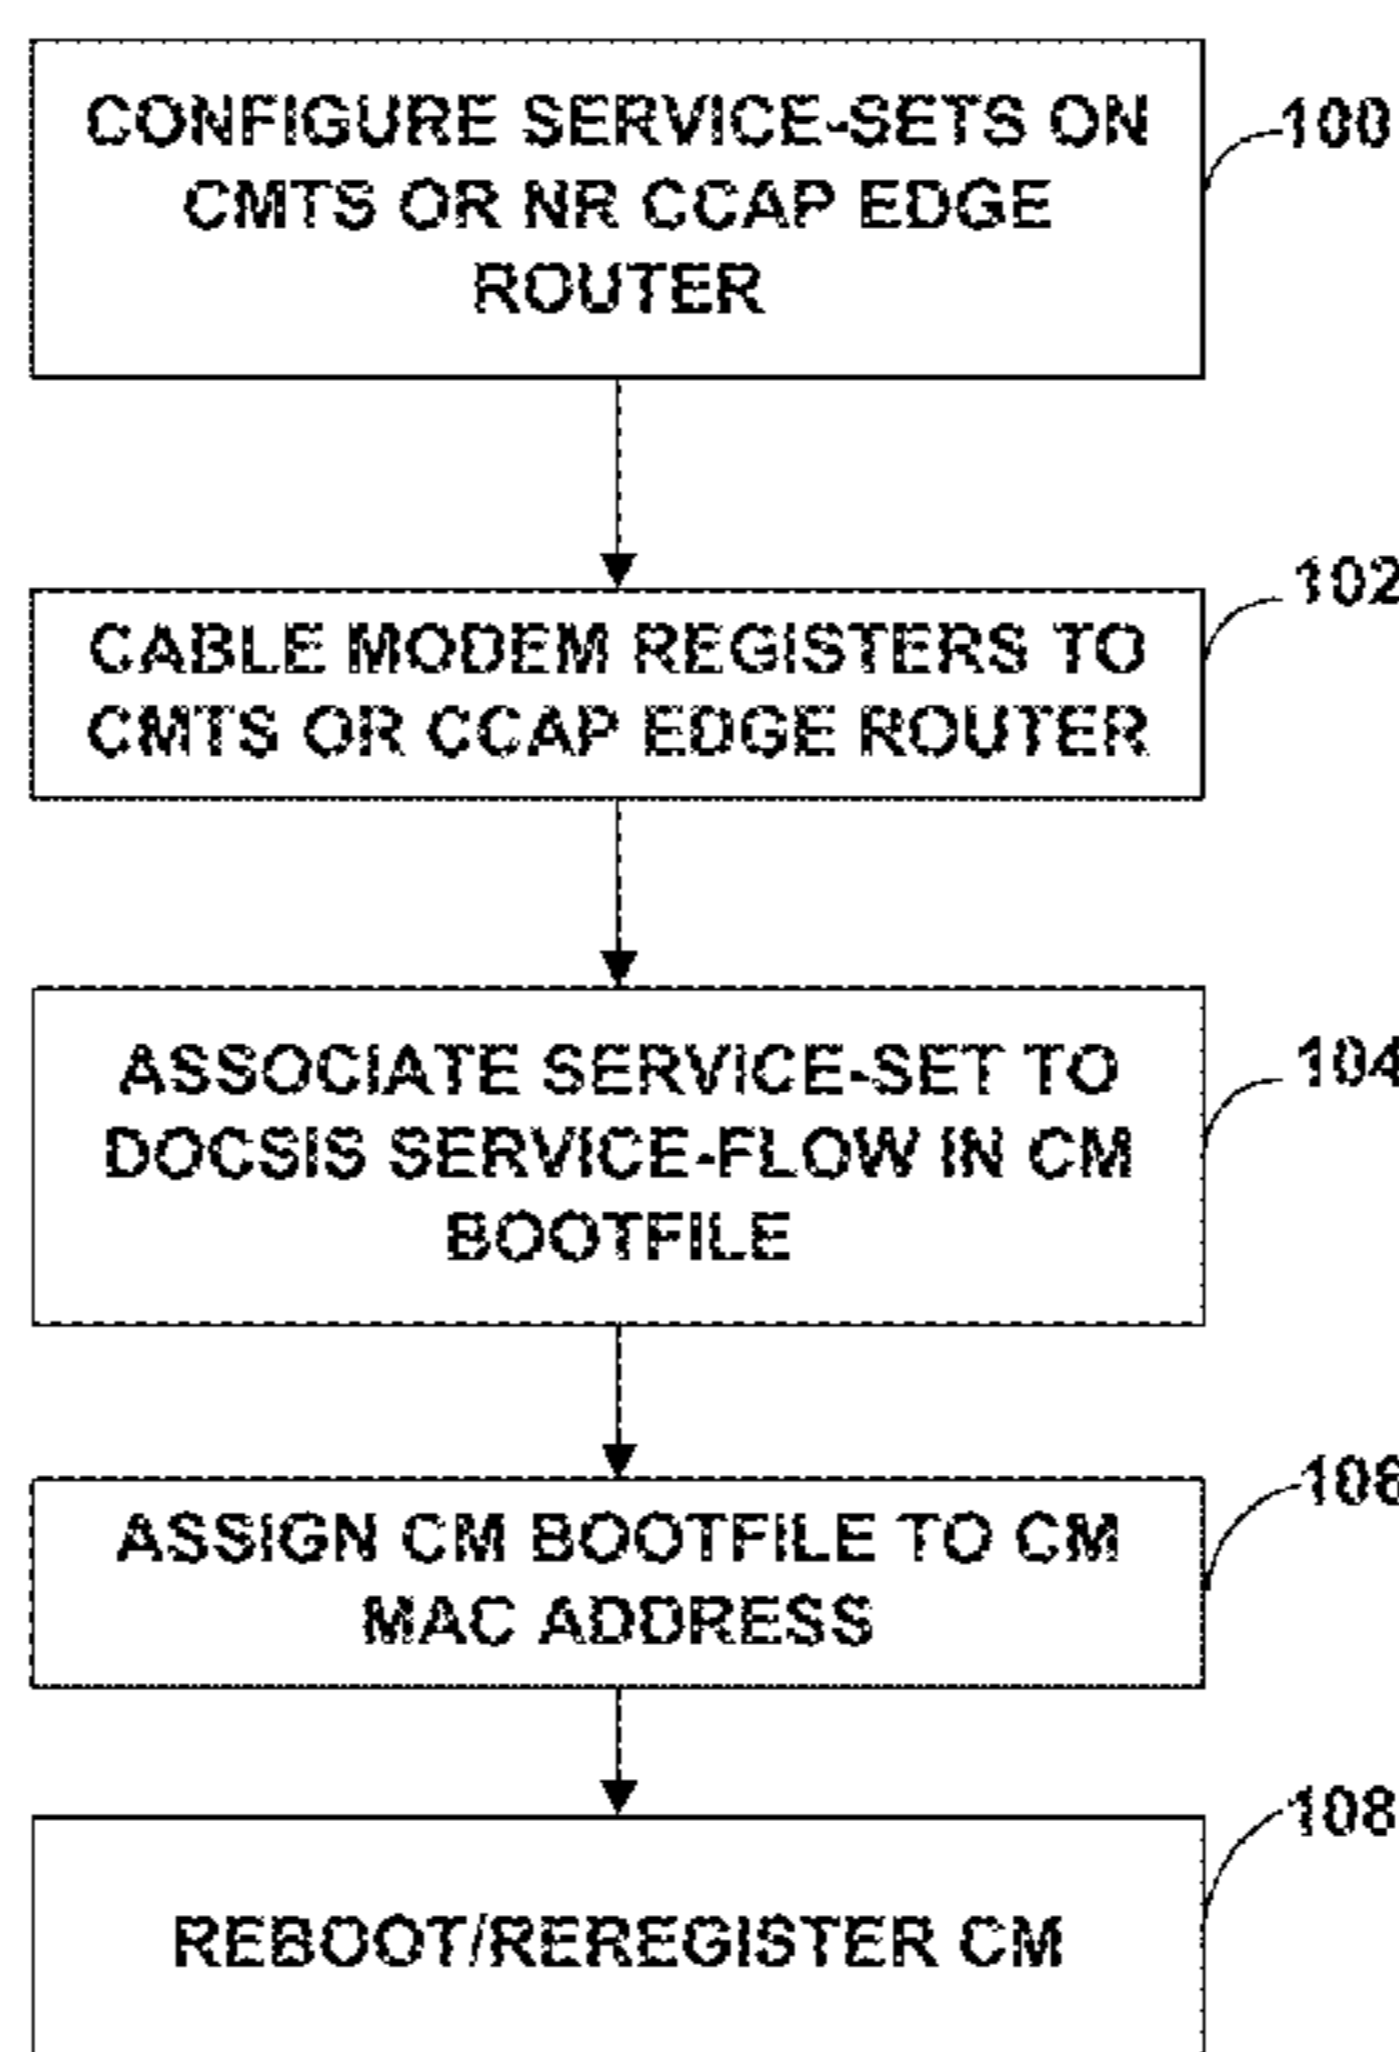 CONFIGURE SERVICE-SETS ON
CMTS OR NR CCAP EDGE
ROUTER
100
CABLE MODEM REGISTERS TO
CMTS OR CCAP EDGE ROUTER
102
ASSOCIATE SERVICE-SET TO
DOCSIS SERVICE-FLOW IN CM
BOOTFILE
104
ASSIGN CM BOOTFILE TO CM
MAC ADDRESS
106
REBOOT/REREGISTER CM
108